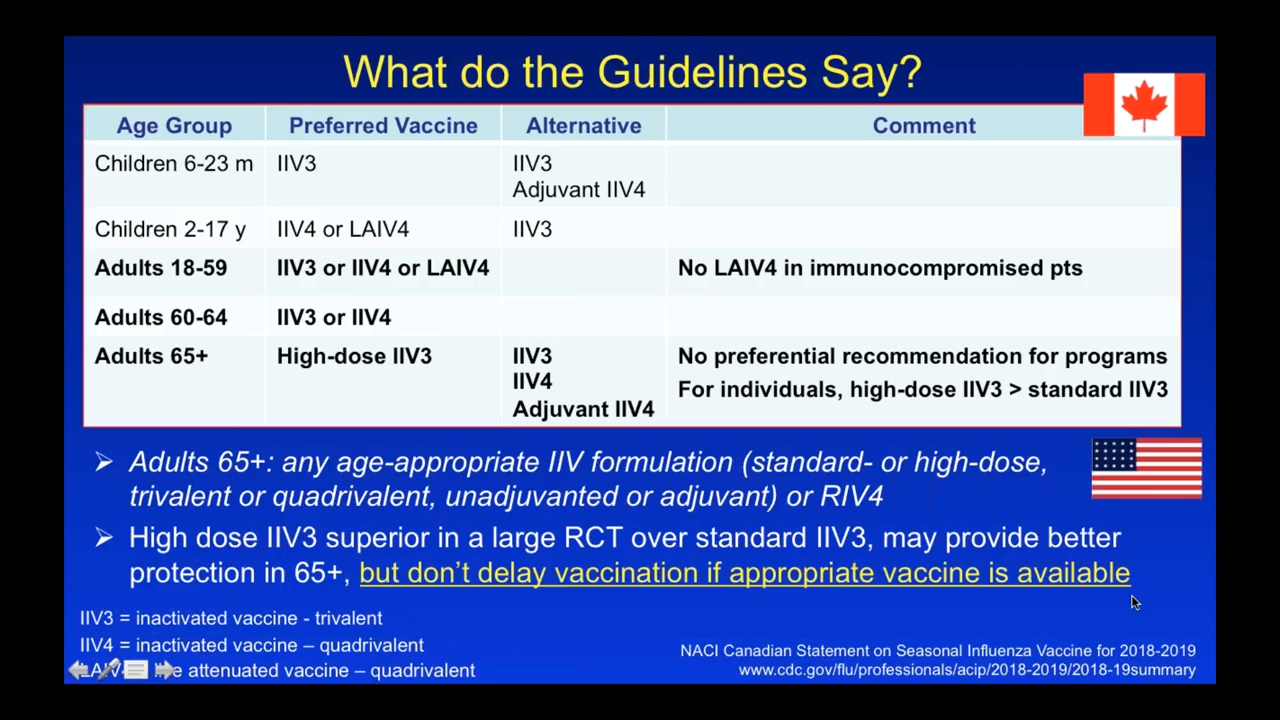 What do the Guidelines Say?
Age Group Preferred Vaccine Alternative Comment
Children 6-23 m IIV3 IIV3
Adjuvant IIV4
Children 2-17 y IIV4 or LAIV4 IIV3
Adults 18-59 IIV3 or IIV4 or LAIV4 No LAIV4 in immunocompromised pts
Adults 60-64 IIV3 or IIV4
Adults 65+ High-dose IIV3 IIV3 No preferential recommendation for programs
IIV4 For individuals, high-dose IIV3 > standard IIV3
Adjuvant IIV4
➢ Adults 65+: any age-appropriate IIV formulation (standard- or high-dose,
trivalent or quadrivalent, unadjuvanted or adjuvant) or RIV4
➢ High dose IIV3 superior in a large RCT over standard IIV3, may provide better
protection in 65+, but don’t delay vaccination if appropriate vaccine is available
IIV3 = inactivated vaccine - trivalent
IIV4 = inactivated vaccine – quadrivalent
attenuated vaccine – quadrivalent
NACI Canadian Statement on Seasonal Influenza Vaccine for 2018-2019
www.cdc.gov/flu/professionals/acip/2018-2019/2018-19summary